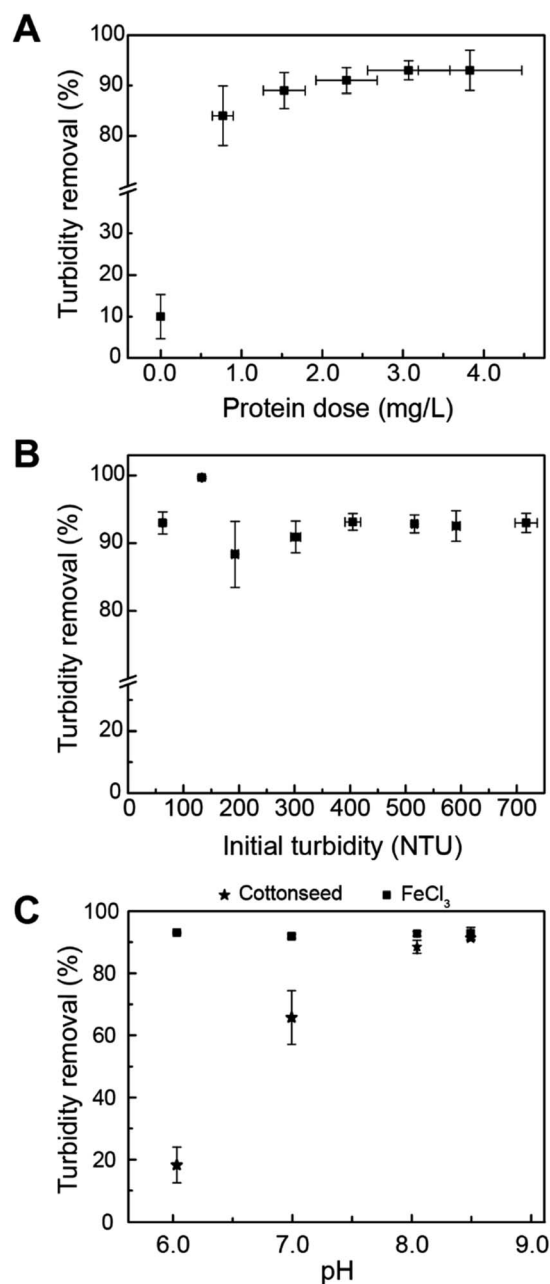 A
Turbidity removal (%)
100
90
80
30
20
10
0
0.0 1.0 2.0 3.0 4.0
Protein dose (mg/L)
B
Turbidity removal (%)
100
90
80
20
0
0 100 200 300 400 500 600 700
Initial turbidity (NTU)
★ Cottonseed ■ FeCl₃
C
Turbidity removal (%)
100
80
60
40
20
0
6.0 7.0 8.0 9.0
pH